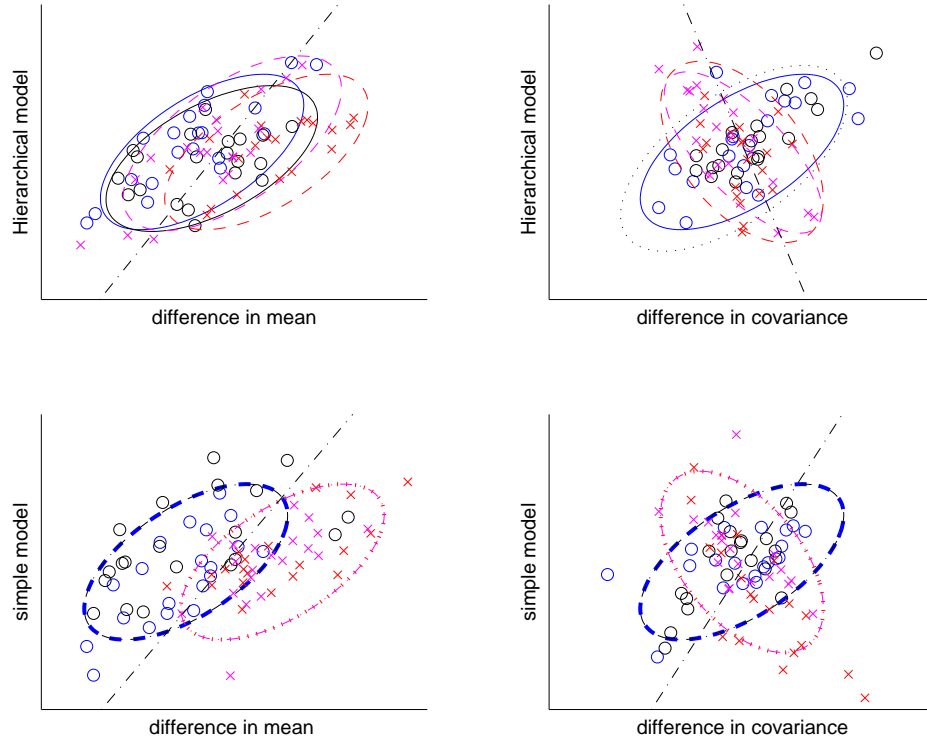 Hierarchical model
difference in mean
Hierarchical model
difference in covariance
simple model
difference in mean
simple model
difference in covariance